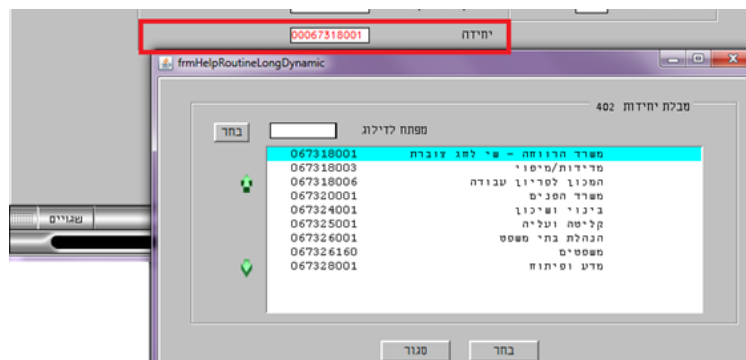 יחידה 00067318001
frmHelpRoutineLongDynamic
טבלת יחידות 402
מפתח לדילוג בחר
משרד הרווחה - שי לחג צוברת 067318001
מדידות/מיפוי 067318003
המכון לפריון עבודה 067318006
משרד הפנים 067320001
בינוי ושיכון 067324001
קליטה ועליה 067325001
הנהלת בתי משפט 067326001
משפטים 067326160
מדע ופיתוח 067328001
שגויים
בחר סגור